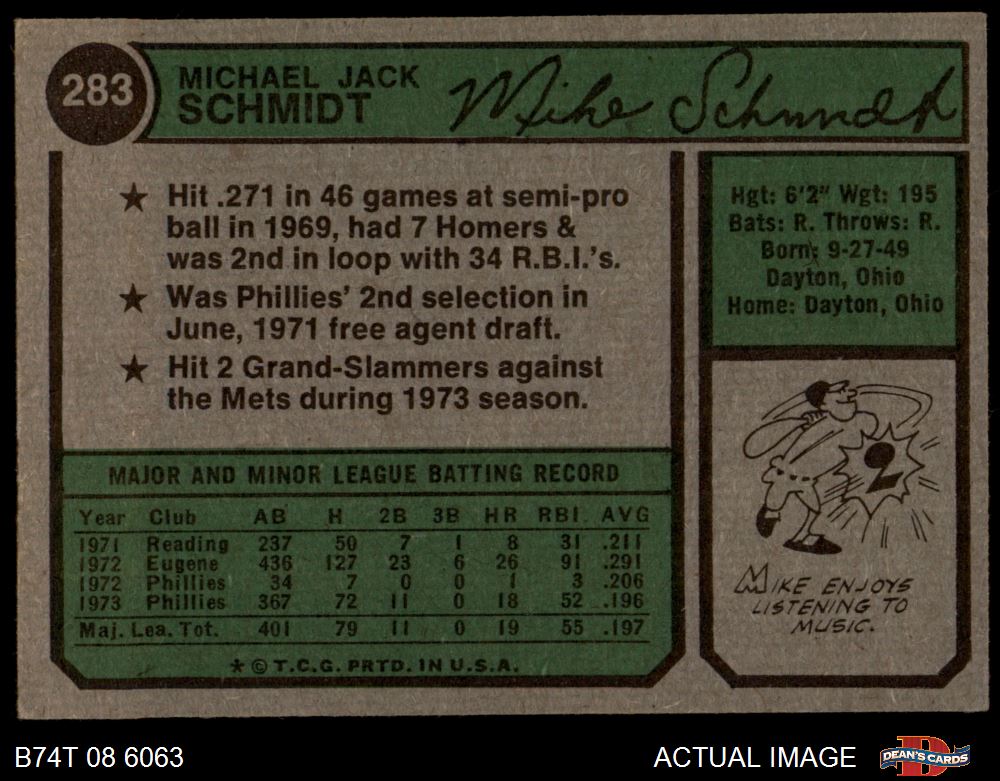 283
MICHAEL JACK
SCHMIDT
Mike Schmidt
★ Hit .271 in 46 games at semi-pro
ball in 1969, had 7 Homers &
was 2nd in loop with 34 R.B.I.'s.
★ Was Phillies' 2nd selection in
June, 1971 free agent draft.
★ Hit 2 Grand-Slammers against
the Mets during 1973 season.
Hgt: 6'2" Wgt: 195
Bats: R. Throws: R.
Born: 9-27-49
Dayton, Ohio
Home: Dayton, Ohio
MAJOR AND MINOR LEAGUE BATTING RECORD
Year Club AB H 2B 3B HR RBI AVG
1971 Reading 237 50 7 1 8 31 .211
1972 Eugene 436 127 23 6 26 91 .291
1972 Phillies 34 7 0 0 1 3 .206
1973 Phillies 367 72 11 0 18 52 .196
Maj. Lea. Tot. 401 79 11 0 19 55 .197
★ © T.C.G. PRTD. IN U.S.A.
2
MIKE ENJOYS
LISTENING TO
MUSIC.
B74T 08 6063
ACTUAL IMAGE
D
DEAN'S CARDS